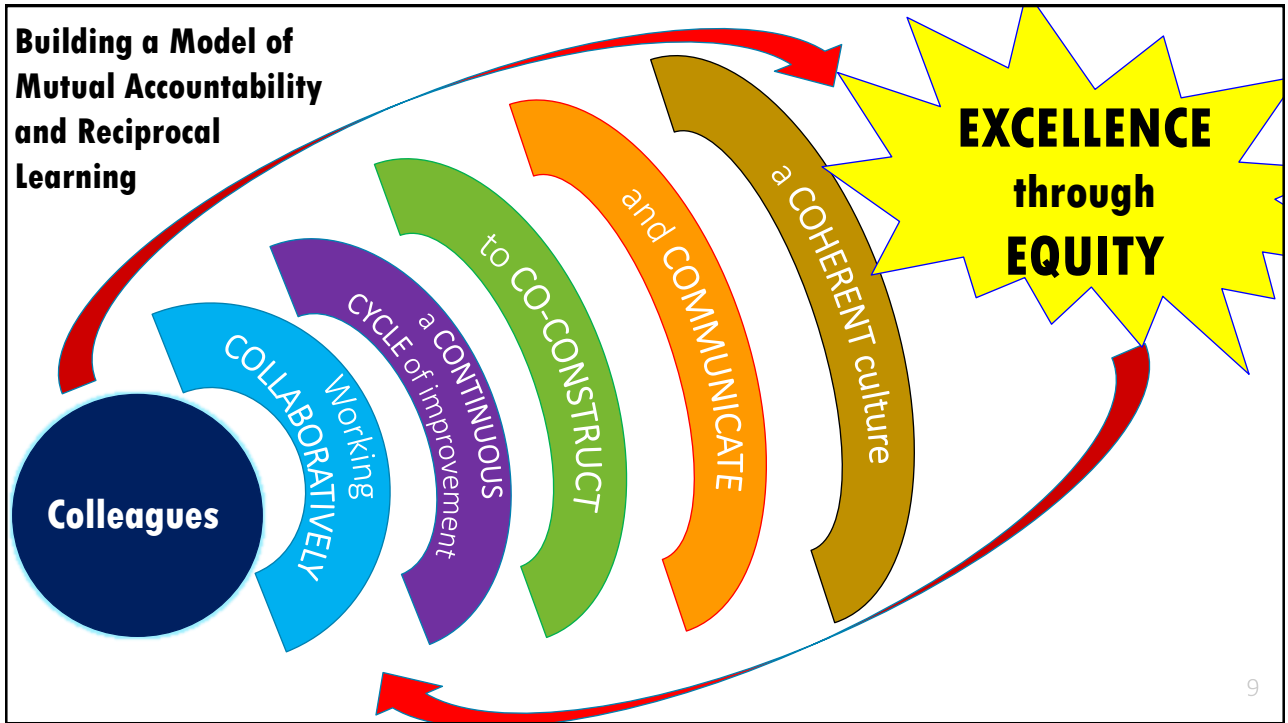 Building a Model of
Mutual Accountability
and Reciprocal
Learning
Colleagues
Working
COLLABORATIVELY
a CONTINUOUS
CYCLE of improvement
to CO-CONSTRUCT
and COMMUNICATE
a COHERENT culture
EXCELLENCE
through
EQUITY
9